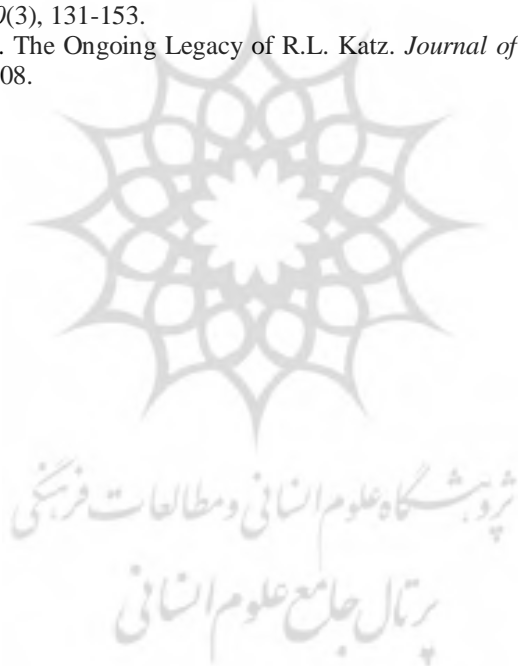 9(3), 131-153.
. The Ongoing Legacy of R.L. Katz. Journal of
08.
پژوهشگاه علوم انسانی و مطالعات فرهنگی
پرتال جامع علوم انسانی